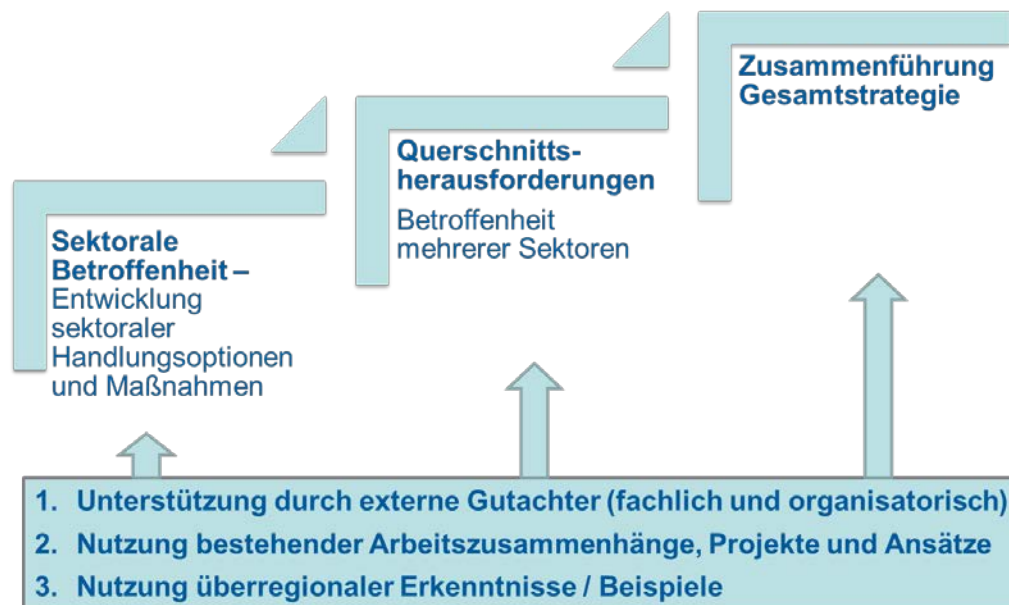 Sektorale
Betroffenheit –
Entwicklung
sektoraler
Handlungsoptionen
und Maßnahmen
Querschnitts-
herausforderungen
Betroffenheit
mehrerer Sektoren
Zusammenführung
Gesamtstrategie
1. Unterstützung durch externe Gutachter (fachlich und organisatorisch)
2. Nutzung bestehender Arbeitszusammenhänge, Projekte und Ansätze
3. Nutzung überregionaler Erkenntnisse / Beispiele